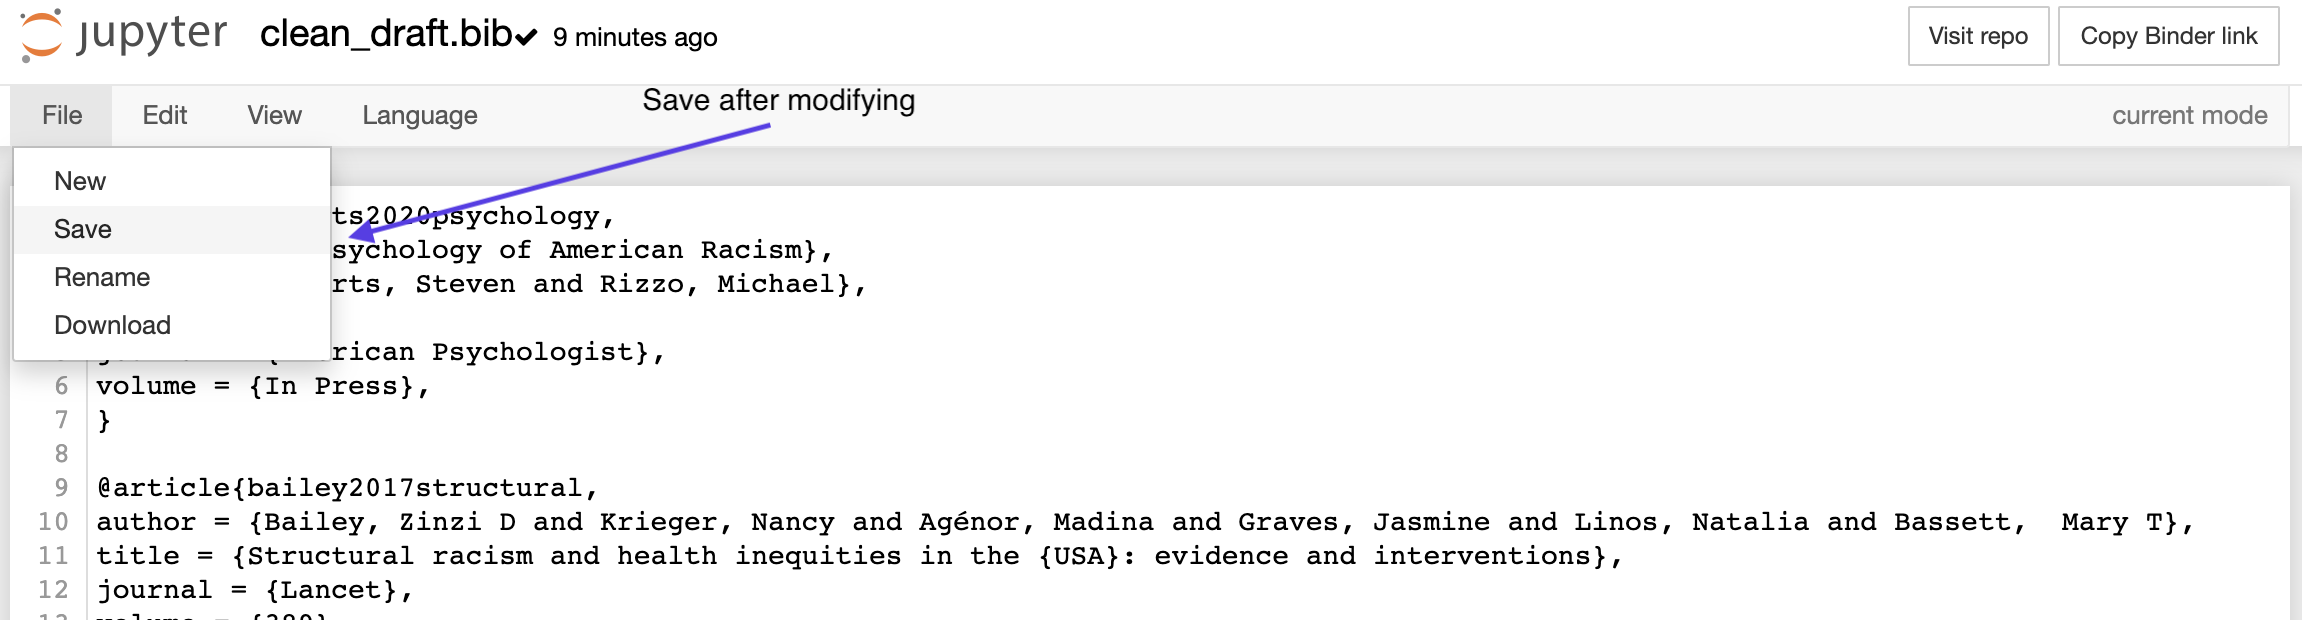 jupyter clean_draft.bib✔ 9 minutes ago Visit repo Copy Binder link
File Edit View Language current mode
Save after modifying
New
Save
Rename
Download
ts2020psychology,
sychology of American Racism},
rts, Steven and Rizzo, Michael},
rican Psychologist},
6 volume = {In Press},
7 }
8
9 @article{bailey2017structural,
10 author = {Bailey, Zinzi D and Krieger, Nancy and Agénor, Madina and Graves, Jasmine and Linos, Natalia and Bassett,  Mary T},
11 title = {Structural racism and health inequities in the {USA}: evidence and interventions},
12 journal = {Lancet},